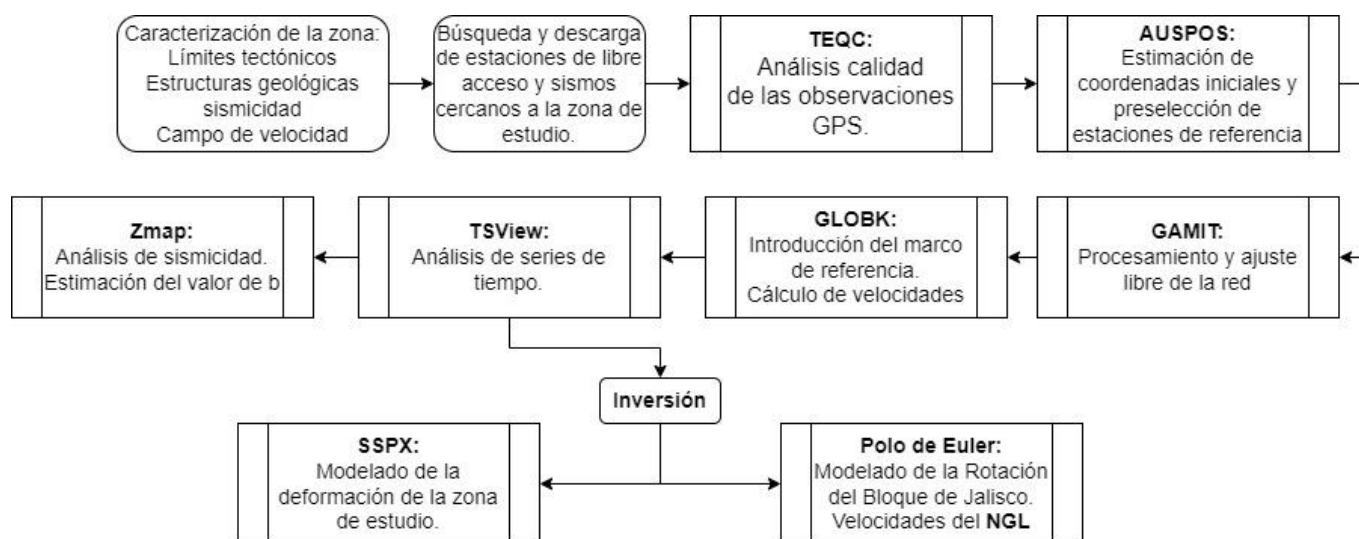 Caracterización de la zona:
Límites tectónicos
Estructuras geológicas
sismicidad
Campo de velocidad
Búsqueda y descarga
de estaciones de libre
acceso y sismos
cercanos a la zona de
estudio.
TEQC:
Análisis calidad
de las observaciones
GPS.
AUSPOS:
Estimación de
coordenadas iniciales y
preselección de
estaciones de referencia
GAMIT:
Procesamiento y ajuste
libre de la red
GLOBK:
Introducción del marco
de referencia.
Cálculo de velocidades
TSView:
Análisis de series de
tiempo.
Zmap:
Análisis de sismicidad.
Estimación del valor de b
Inversión
SSPX:
Modelado de la
deformación de la zona
de estudio.
Polo de Euler:
Modelado de la Rotación
del Bloque de Jalisco.
Velocidades del NGL